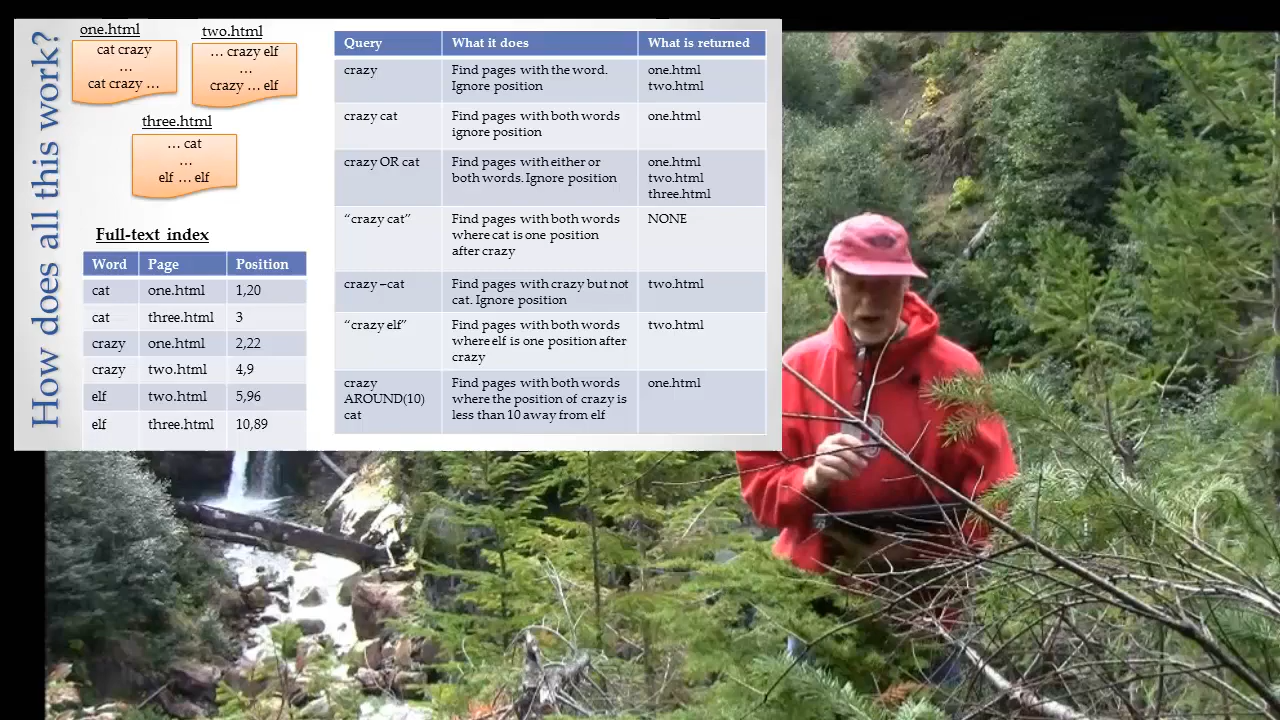 How does all this work?
one.html
cat crazy
…
cat crazy …
two.html
… crazy elf
…
crazy … elf
three.html
… cat
…
elf … elf
Full-text index
Word Page Position
cat one.html 1,20
cat three.html 3
crazy one.html 2,22
crazy two.html 4,9
elf two.html 5,96
elf three.html 10,89
Query What it does What is returned
crazy Find pages with the word. one.html
Ignore position two.html
crazy cat Find pages with both words one.html
ignore position
crazy OR cat Find pages with either or one.html
both words. Ignore position two.html
three.html
“crazy cat” Find pages with both words NONE
where cat is one position
after crazy
crazy –cat Find pages with crazy but not two.html
cat. Ignore position
“crazy elf” Find pages with both words two.html
where elf is one position after
crazy
crazy Find pages with both words one.html
AROUND(10) where the position of crazy is
cat less than 10 away from elf